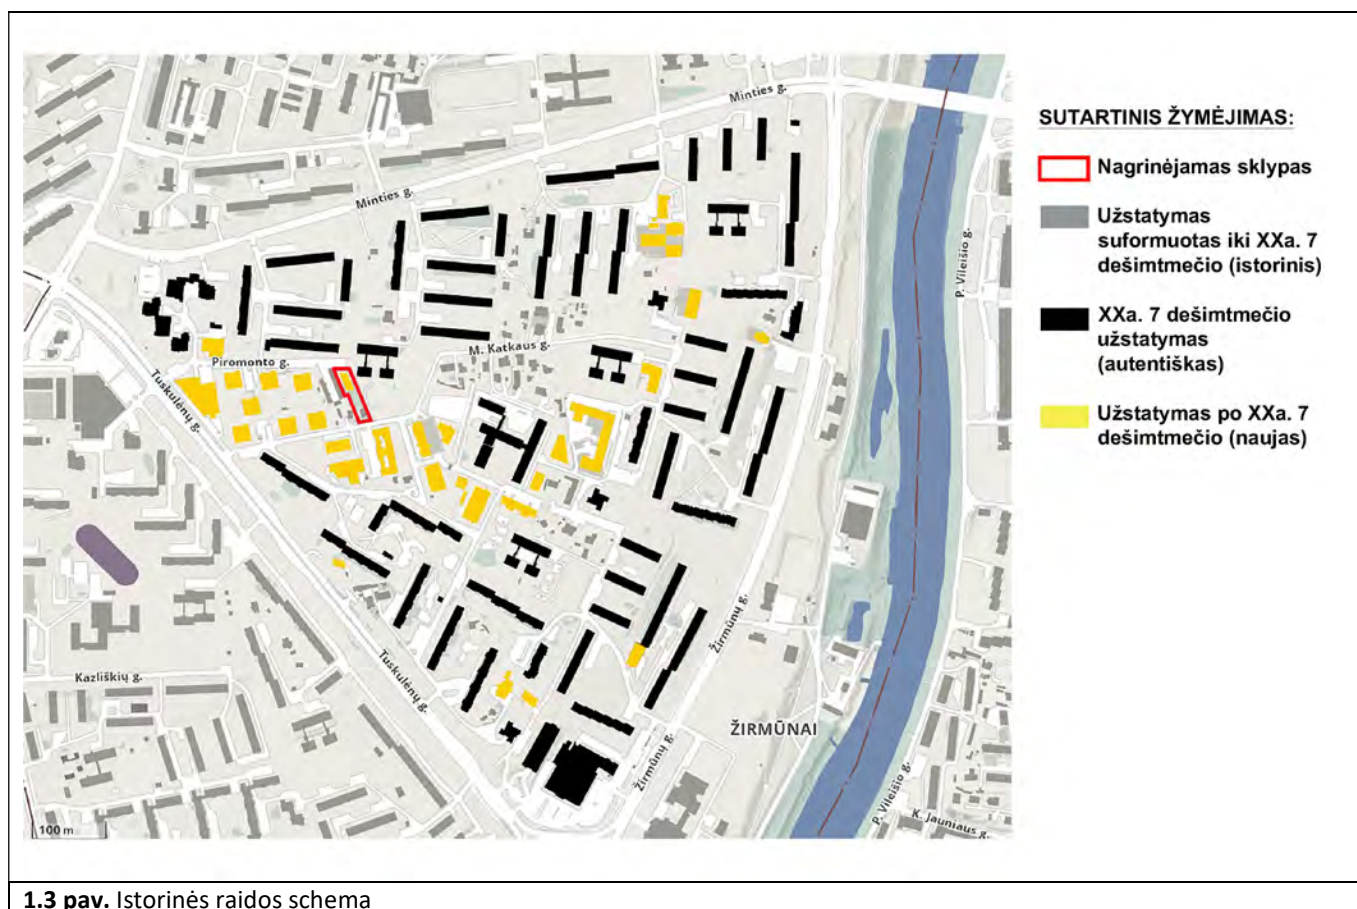 Minties g.
Minties g.
P. Vileišio g.
M. Katkaus g.
Piromonto g.
Tuskulėnų g.
Žirmūnų g.
Kazliškių g.
Tuskulėnų g.
ŽIRMŪNAI
Žirmūnų g.
P. Vileišio g.
K. Jauniaus g.
100 m
SUTARTINIS ŽYMĖJIMAS:
Nagrinėjamas sklypas
Užstatymas
suformuotas iki XXa. 7
dešimtmečio (istorinis)
XXa. 7 dešimtmečio
užstatymas
(autentiškas)
Užstatymas po XXa. 7
dešimtmečio (naujas)
1.3 pav. Istorinės raidos schema